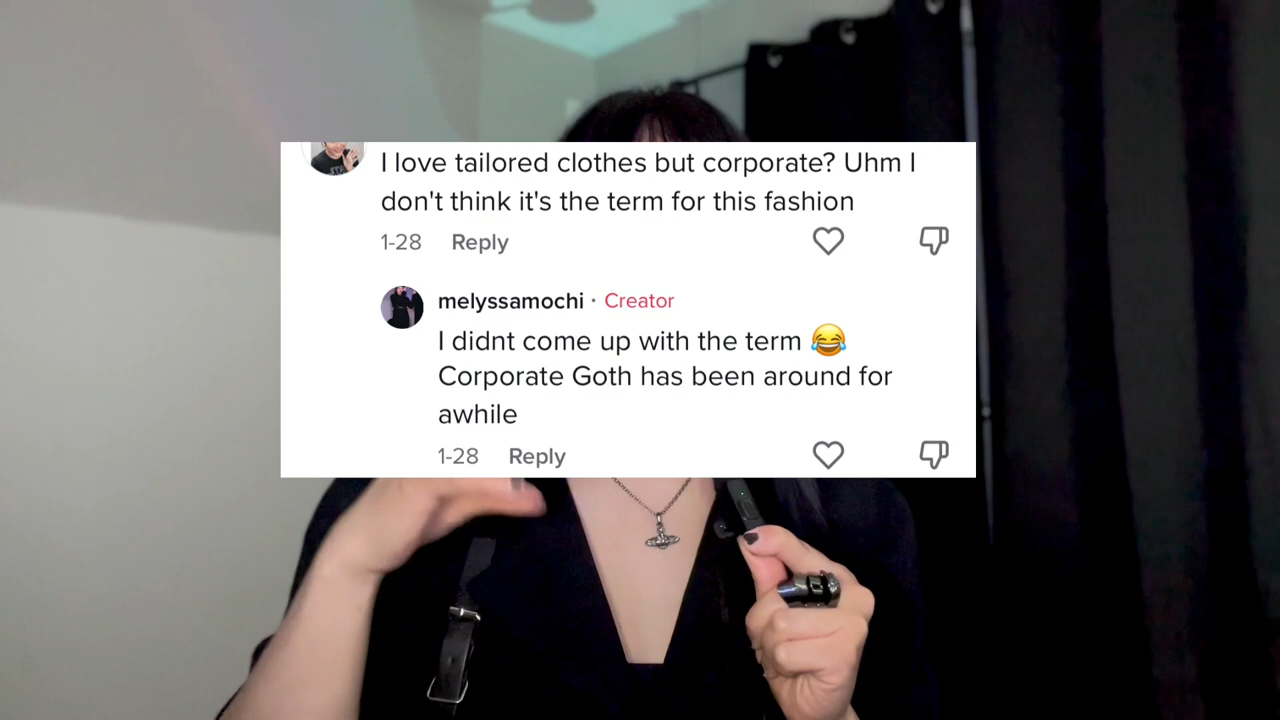 I love tailored clothes but corporate? Uhm I
don't think it's the term for this fashion
1-28 Reply
melyssamochi · Creator
I didnt come up with the term 😂
Corporate Goth has been around for
awhile
1-28 Reply